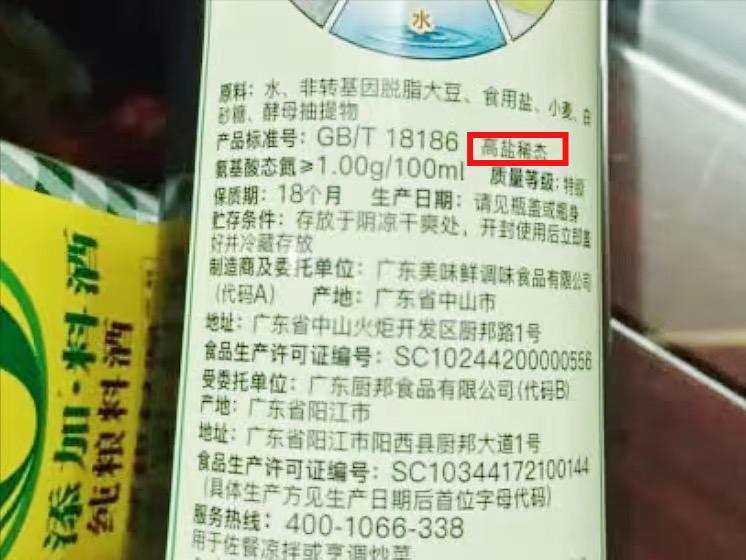 水
原料：水、非转基因脱脂大豆、食用盐、小麦、白
砂糖、酵母抽提物
产品标准号：GB/T 18186 高盐稀态
氨基酸态氮≥1.00g/100ml 质量等级：特级
保质期：18个月 生产日期：请见瓶盖或瓶身
贮存条件：存放于阴凉干爽处，开封使用后立即盖
好并冷藏存放
制造商及委托单位：广东美味鲜调味食品有限公司
（代码A） 产地：广东省中山市
地址：广东省中山火炬开发区厨邦路1号
食品生产许可证编号：SC10244200000556
受委托单位：广东厨邦食品有限公司(代码B)
产地：广东省阳江市
地址：广东省阳江市阳西县厨邦大道1号
食品生产许可证编号：SC10344172100144
(具体生产方见生产日期后首位字母代码)
服务热线：400-1066-338
用于佐餐凉拌或烹调炒菜
添加·料酒
纯粮料酒